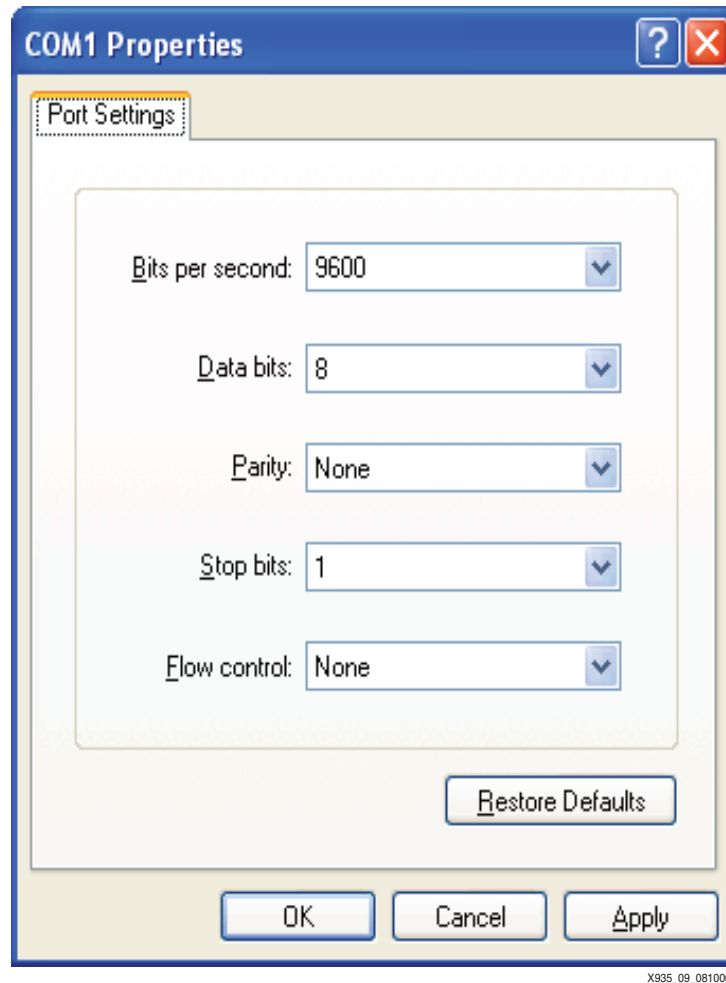 COM1 Properties
Port Settings
Bits per second: 9600
Data bits: 8
Parity: None
Stop bits: 1
Flow control: None
Restore Defaults
OK Cancel Apply
X935_09_08100